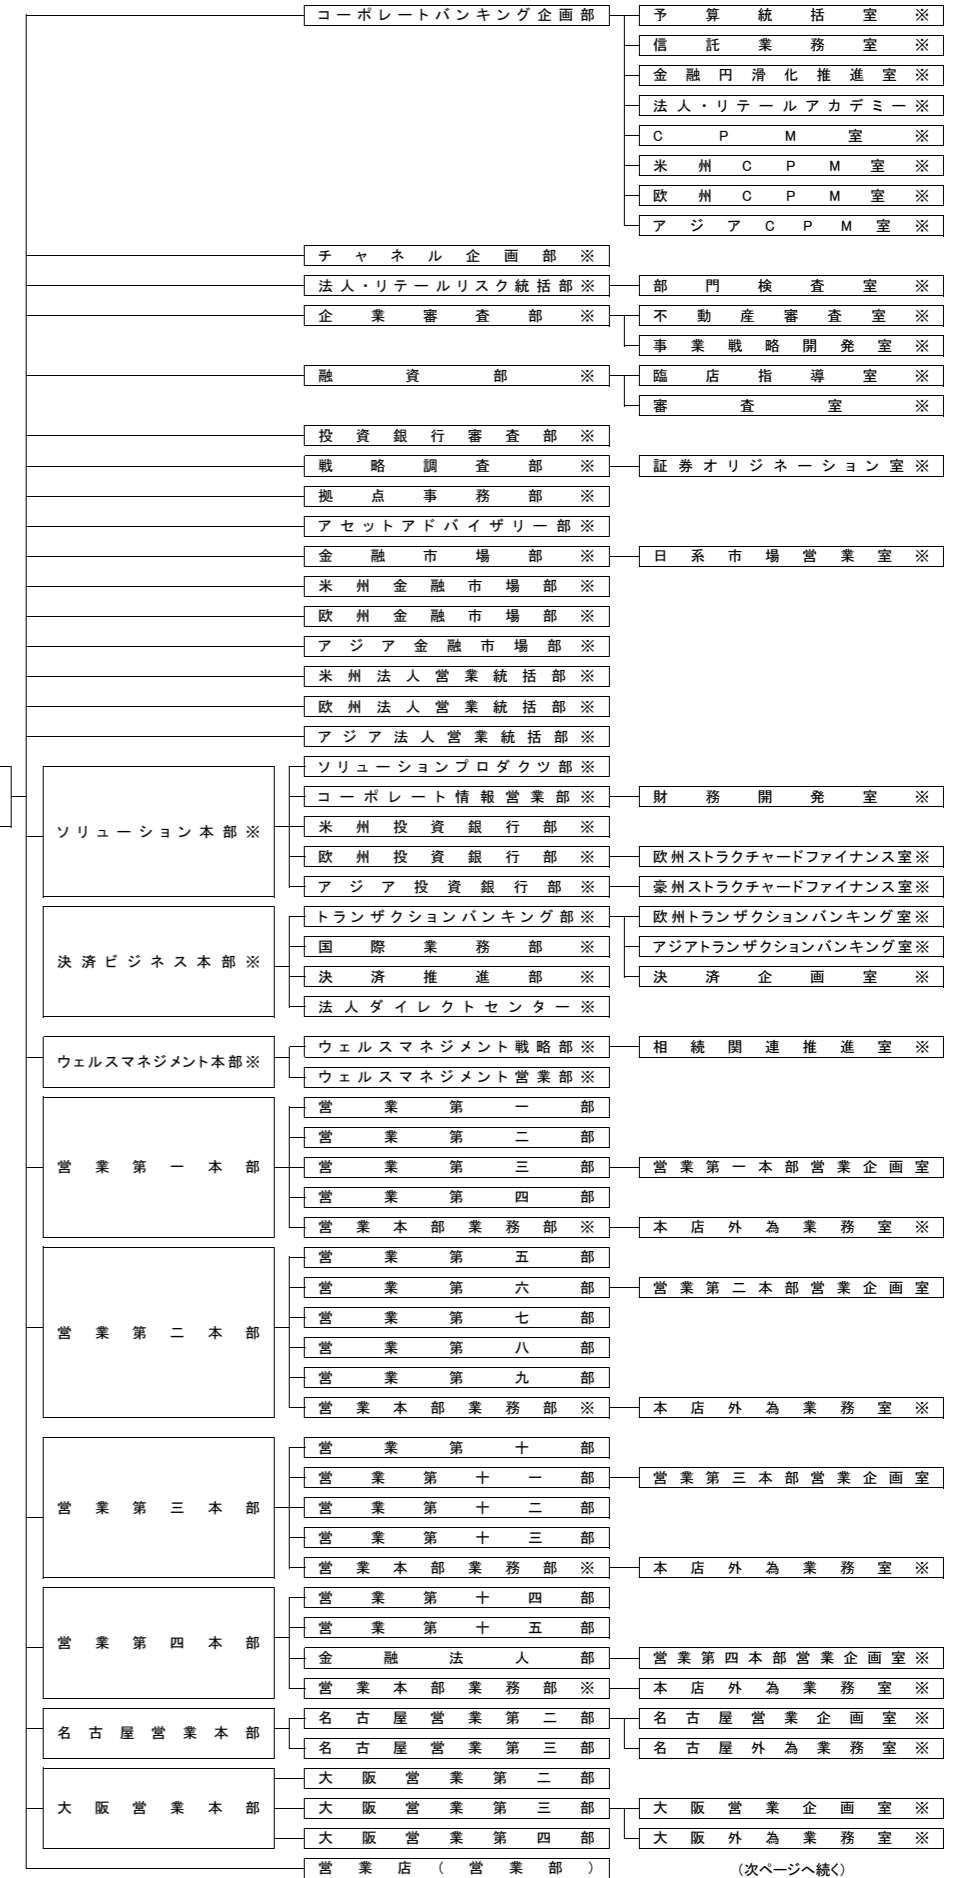 コーポレートバンキング企画部 予算統括室※
信託業務室※
金融円滑化推進室※
法人・リテールアカデミー※
CPM室※
米州CPM室※
欧州CPM室※
アジアCPM室※
チャネル企画部※
法人・リテールリスク統括部※ 部門検査室※
企業審査部※ 不動産審査室※
事業戦略開発室※
融資部※ 臨店指導室※
審査室※
投資銀行審査部※
戦略調査部※ 証券オリジネーション室※
拠点事務部※
アセットアドバイザリー部※
金融市場部※ 日系市場営業室※
米州金融市場部※
欧州金融市場部※
アジア金融市場部※
米州法人営業統括部※
欧州法人営業統括部※
アジア法人営業統括部※
ソリューション本部※
ソリューションプロダクツ部※
コーポレート情報営業部※ 財務開発室※
米州投資銀行部※
欧州投資銀行部※ 欧州ストラクチャードファイナンス室※
アジア投資銀行部※ 豪州ストラクチャードファイナンス室※
決済ビジネス本部※
トランザクションバンキング部※ 欧州トランザクションバンキング室※
国際業務部※ アジアトランザクションバンキング室※
決済推進部※ 決済企画室※
法人ダイレクトセンター※
ウェルスマネジメント本部※
ウェルスマネジメント戦略部※ 相続関連推進室※
ウェルスマネジメント営業部※
営業第一本部
営業第一部
営業第二部
営業第三部 営業第一本部営業企画室
営業第四部
営業本部業務部※ 本店外為業務室※
営業第二本部
営業第五部
営業第六部 営業第二本部営業企画室
営業第七部
営業第八部
営業第九部
営業本部業務部※ 本店外為業務室※
営業第三本部
営業第十部
営業第十一部 営業第三本部営業企画室
営業第十二部
営業第十三部
営業本部業務部※ 本店外為業務室※
営業第四本部
営業第十四部
営業第十五部
金融法人部 営業第四本部営業企画室※
営業本部業務部※ 本店外為業務室※
名古屋営業本部
名古屋営業第二部 名古屋営業企画室※
名古屋営業第三部 名古屋外為業務室※
大阪営業本部
大阪営業第二部
大阪営業第三部 大阪営業企画室※
大阪営業第四部 大阪外為業務室※
営業店(営業部) (次ページへ続く)